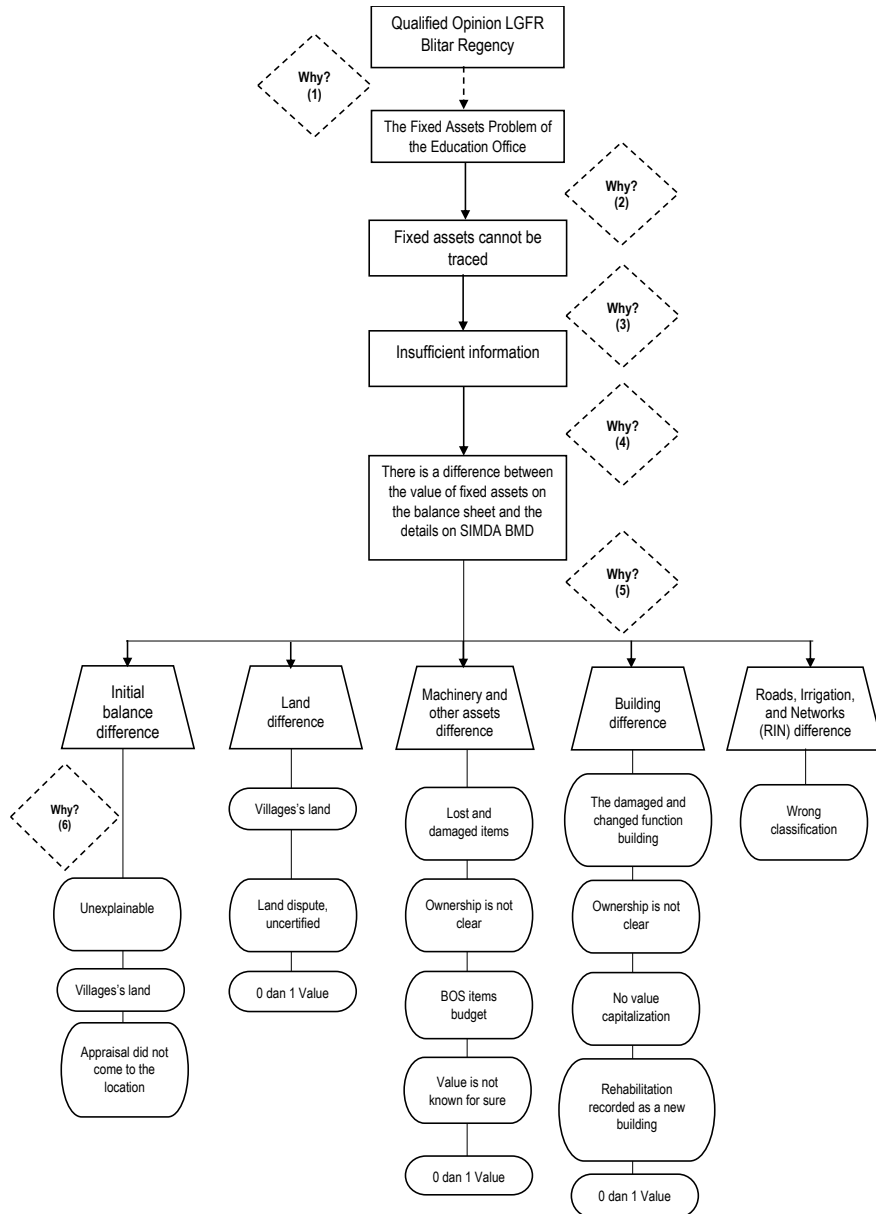 Qualified Opinion LGFR
Blitar Regency
Why?
(1)
The Fixed Assets Problem of
the Education Office
Why?
(2)
Fixed assets cannot be
traced
Why?
(3)
Insufficient information
Why?
(4)
There is a difference between
the value of fixed assets on
the balance sheet and the
details on SIMDA BMD
Why?
(5)
Initial
balance
difference
Land
difference
Machinery and
other assets
difference
Building
difference
Roads, Irrigation,
and Networks
(RIN) difference
Why?
(6)
Unexplainable
Villages's land
Appraisal did not
come to the
location
Villages's land
Land dispute,
uncertified
0 dan 1 Value
Lost and
damaged items
Ownership is not
clear
BOS items
budget
Value is not
known for sure
0 dan 1 Value
The damaged and
changed function
building
Ownership is not
clear
No value
capitalization
Rehabilitation
recorded as a new
building
0 dan 1 Value
Wrong
classification